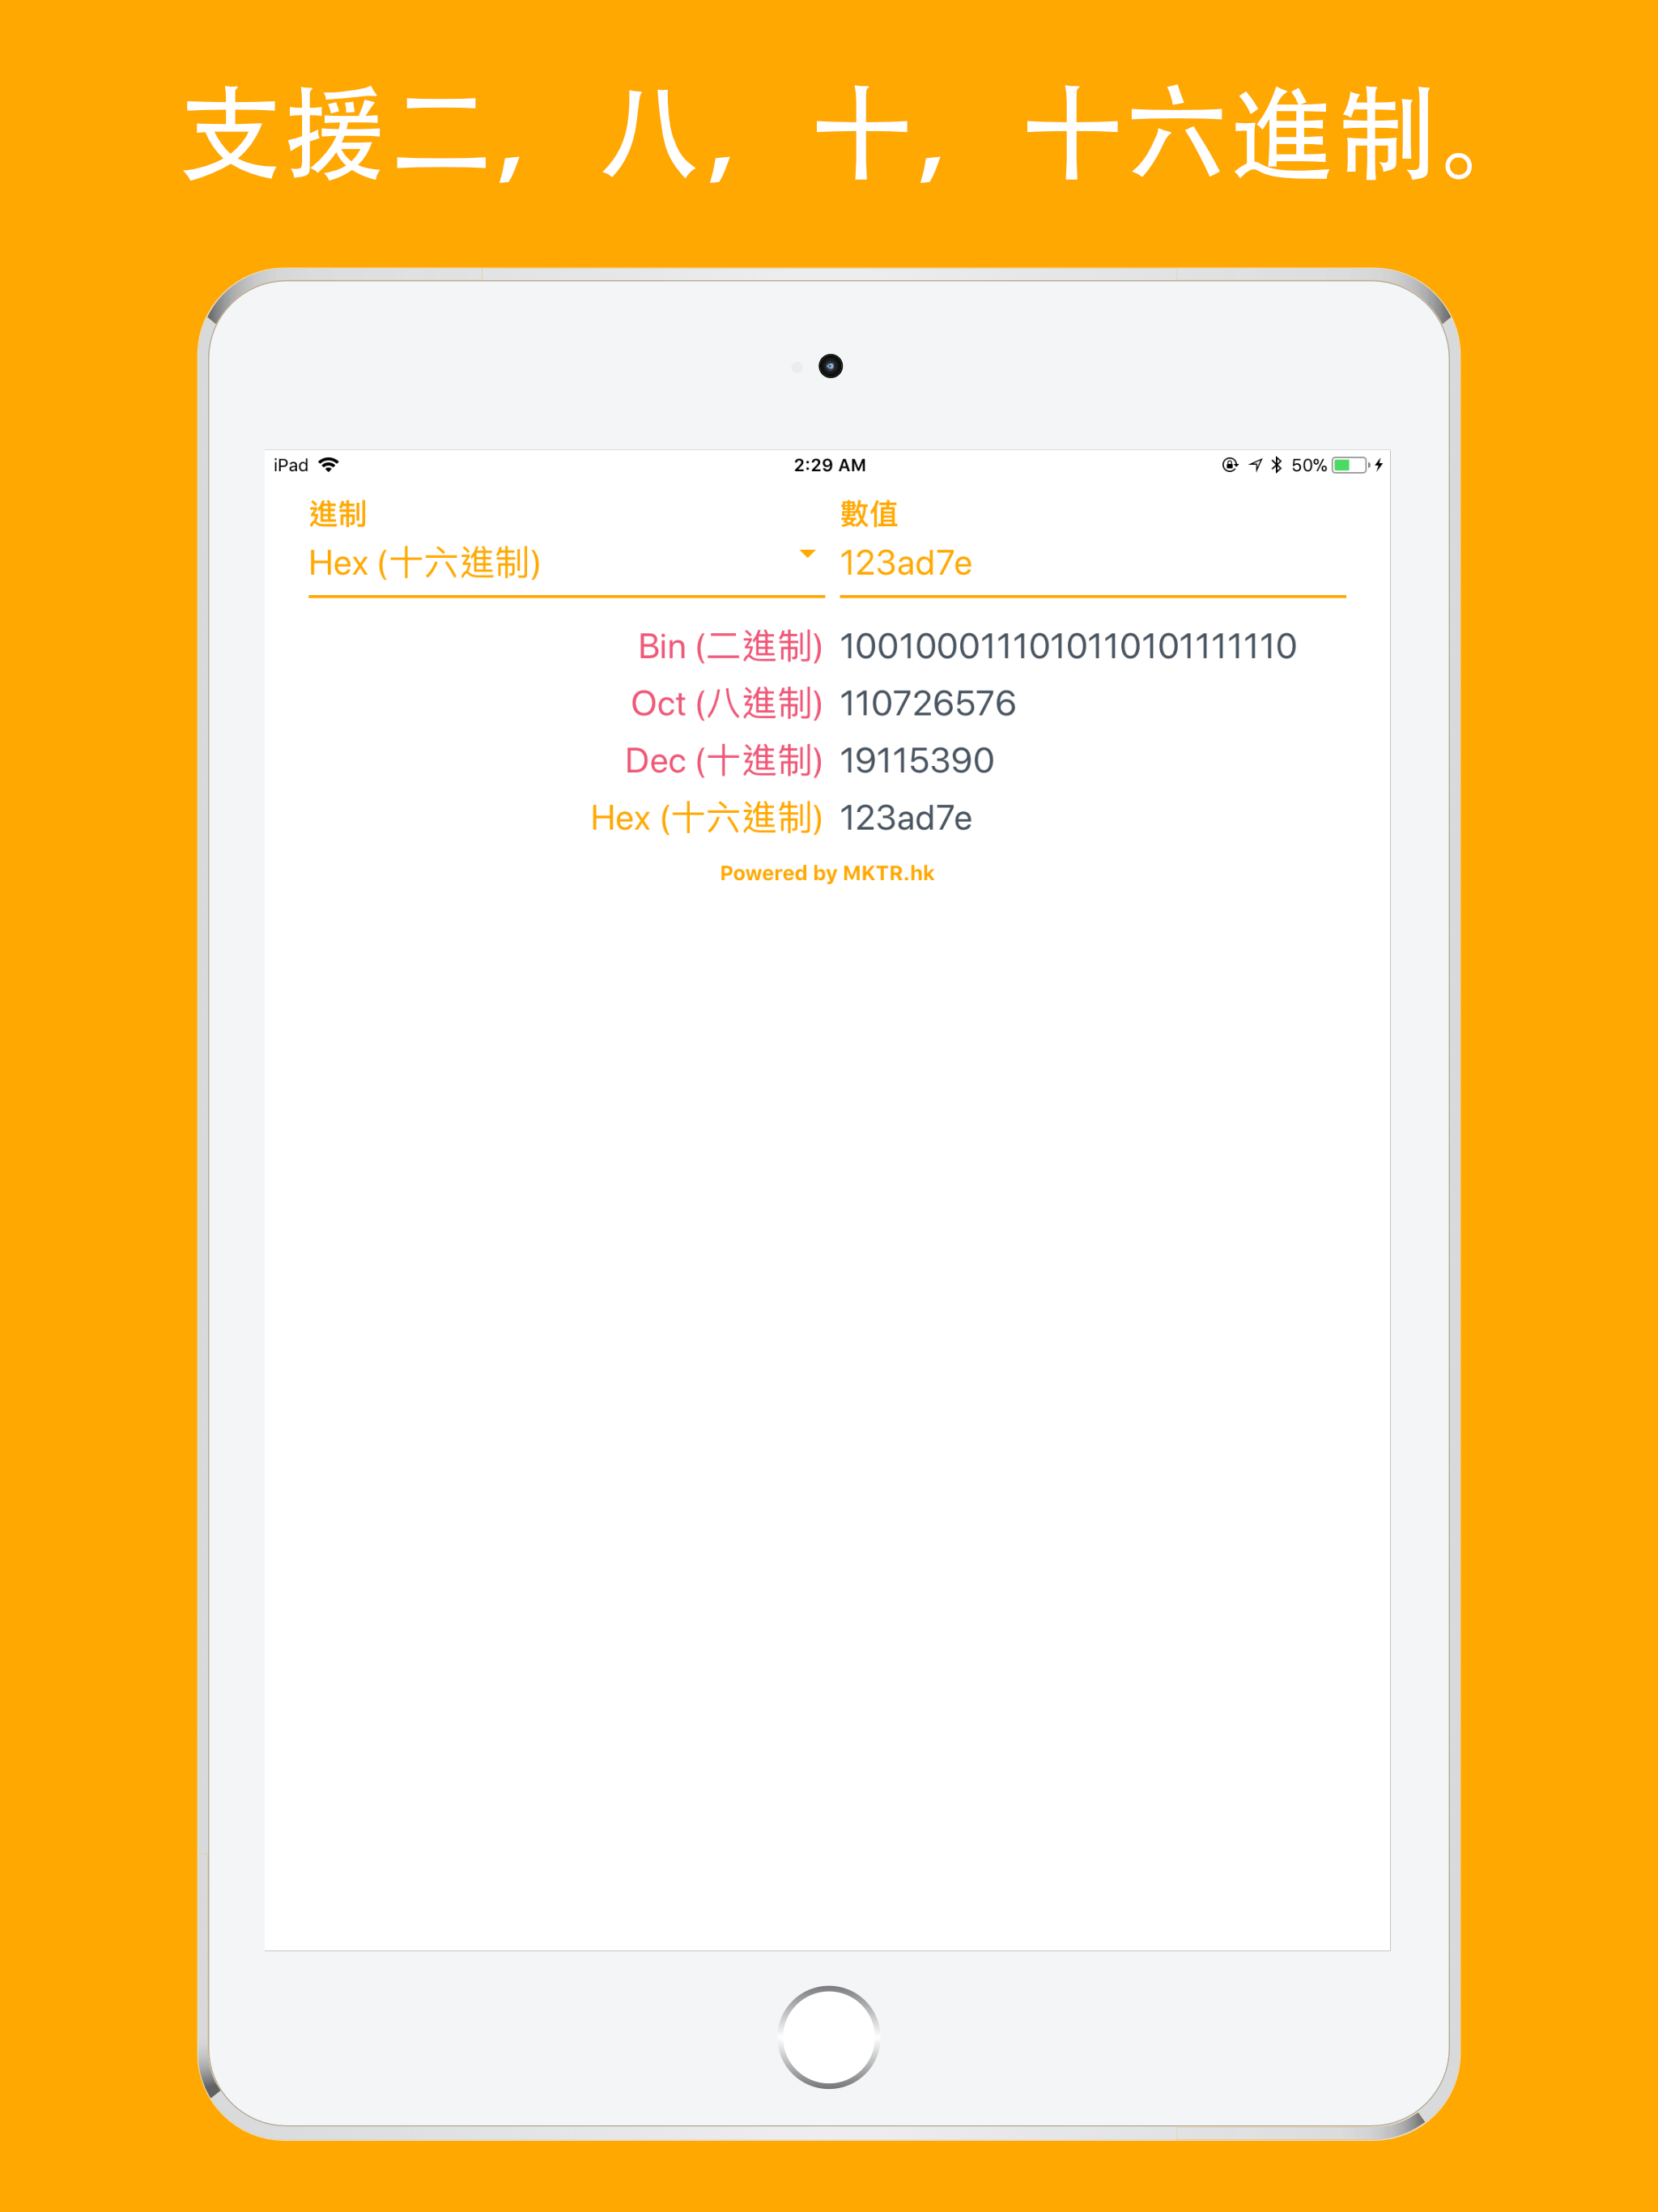 支援二, 八, 十, 十六進制。
iPad 2:29 AM 50%
進制 數值
Hex (十六進制) 123ad7e
Bin (二進制) 1001000111010110101111110
Oct (八進制) 110726576
Dec (十進制) 19115390
Hex (十六進制) 123ad7e
Powered by MKTR.hk